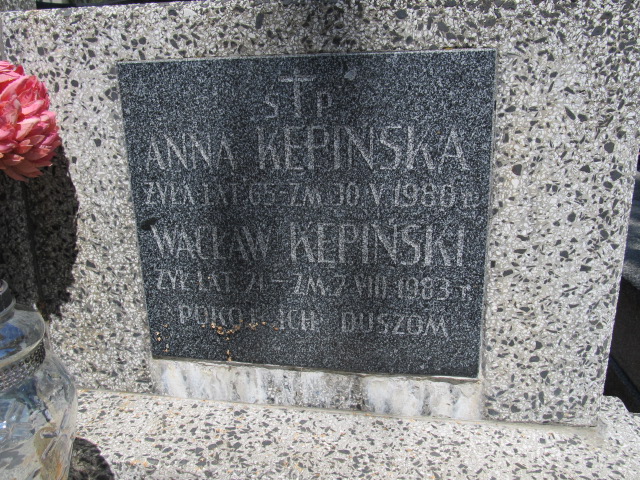 S † P
ANNA KĘPIŃSKA
ŻYŁA LAT 65 - ZM. 30.V.1980 r.
WACŁAW KĘPIŃSKI
ŻYŁ LAT 71 - ZM. 2.VIII.1983 r.
POKÓJ ICH DUSZOM